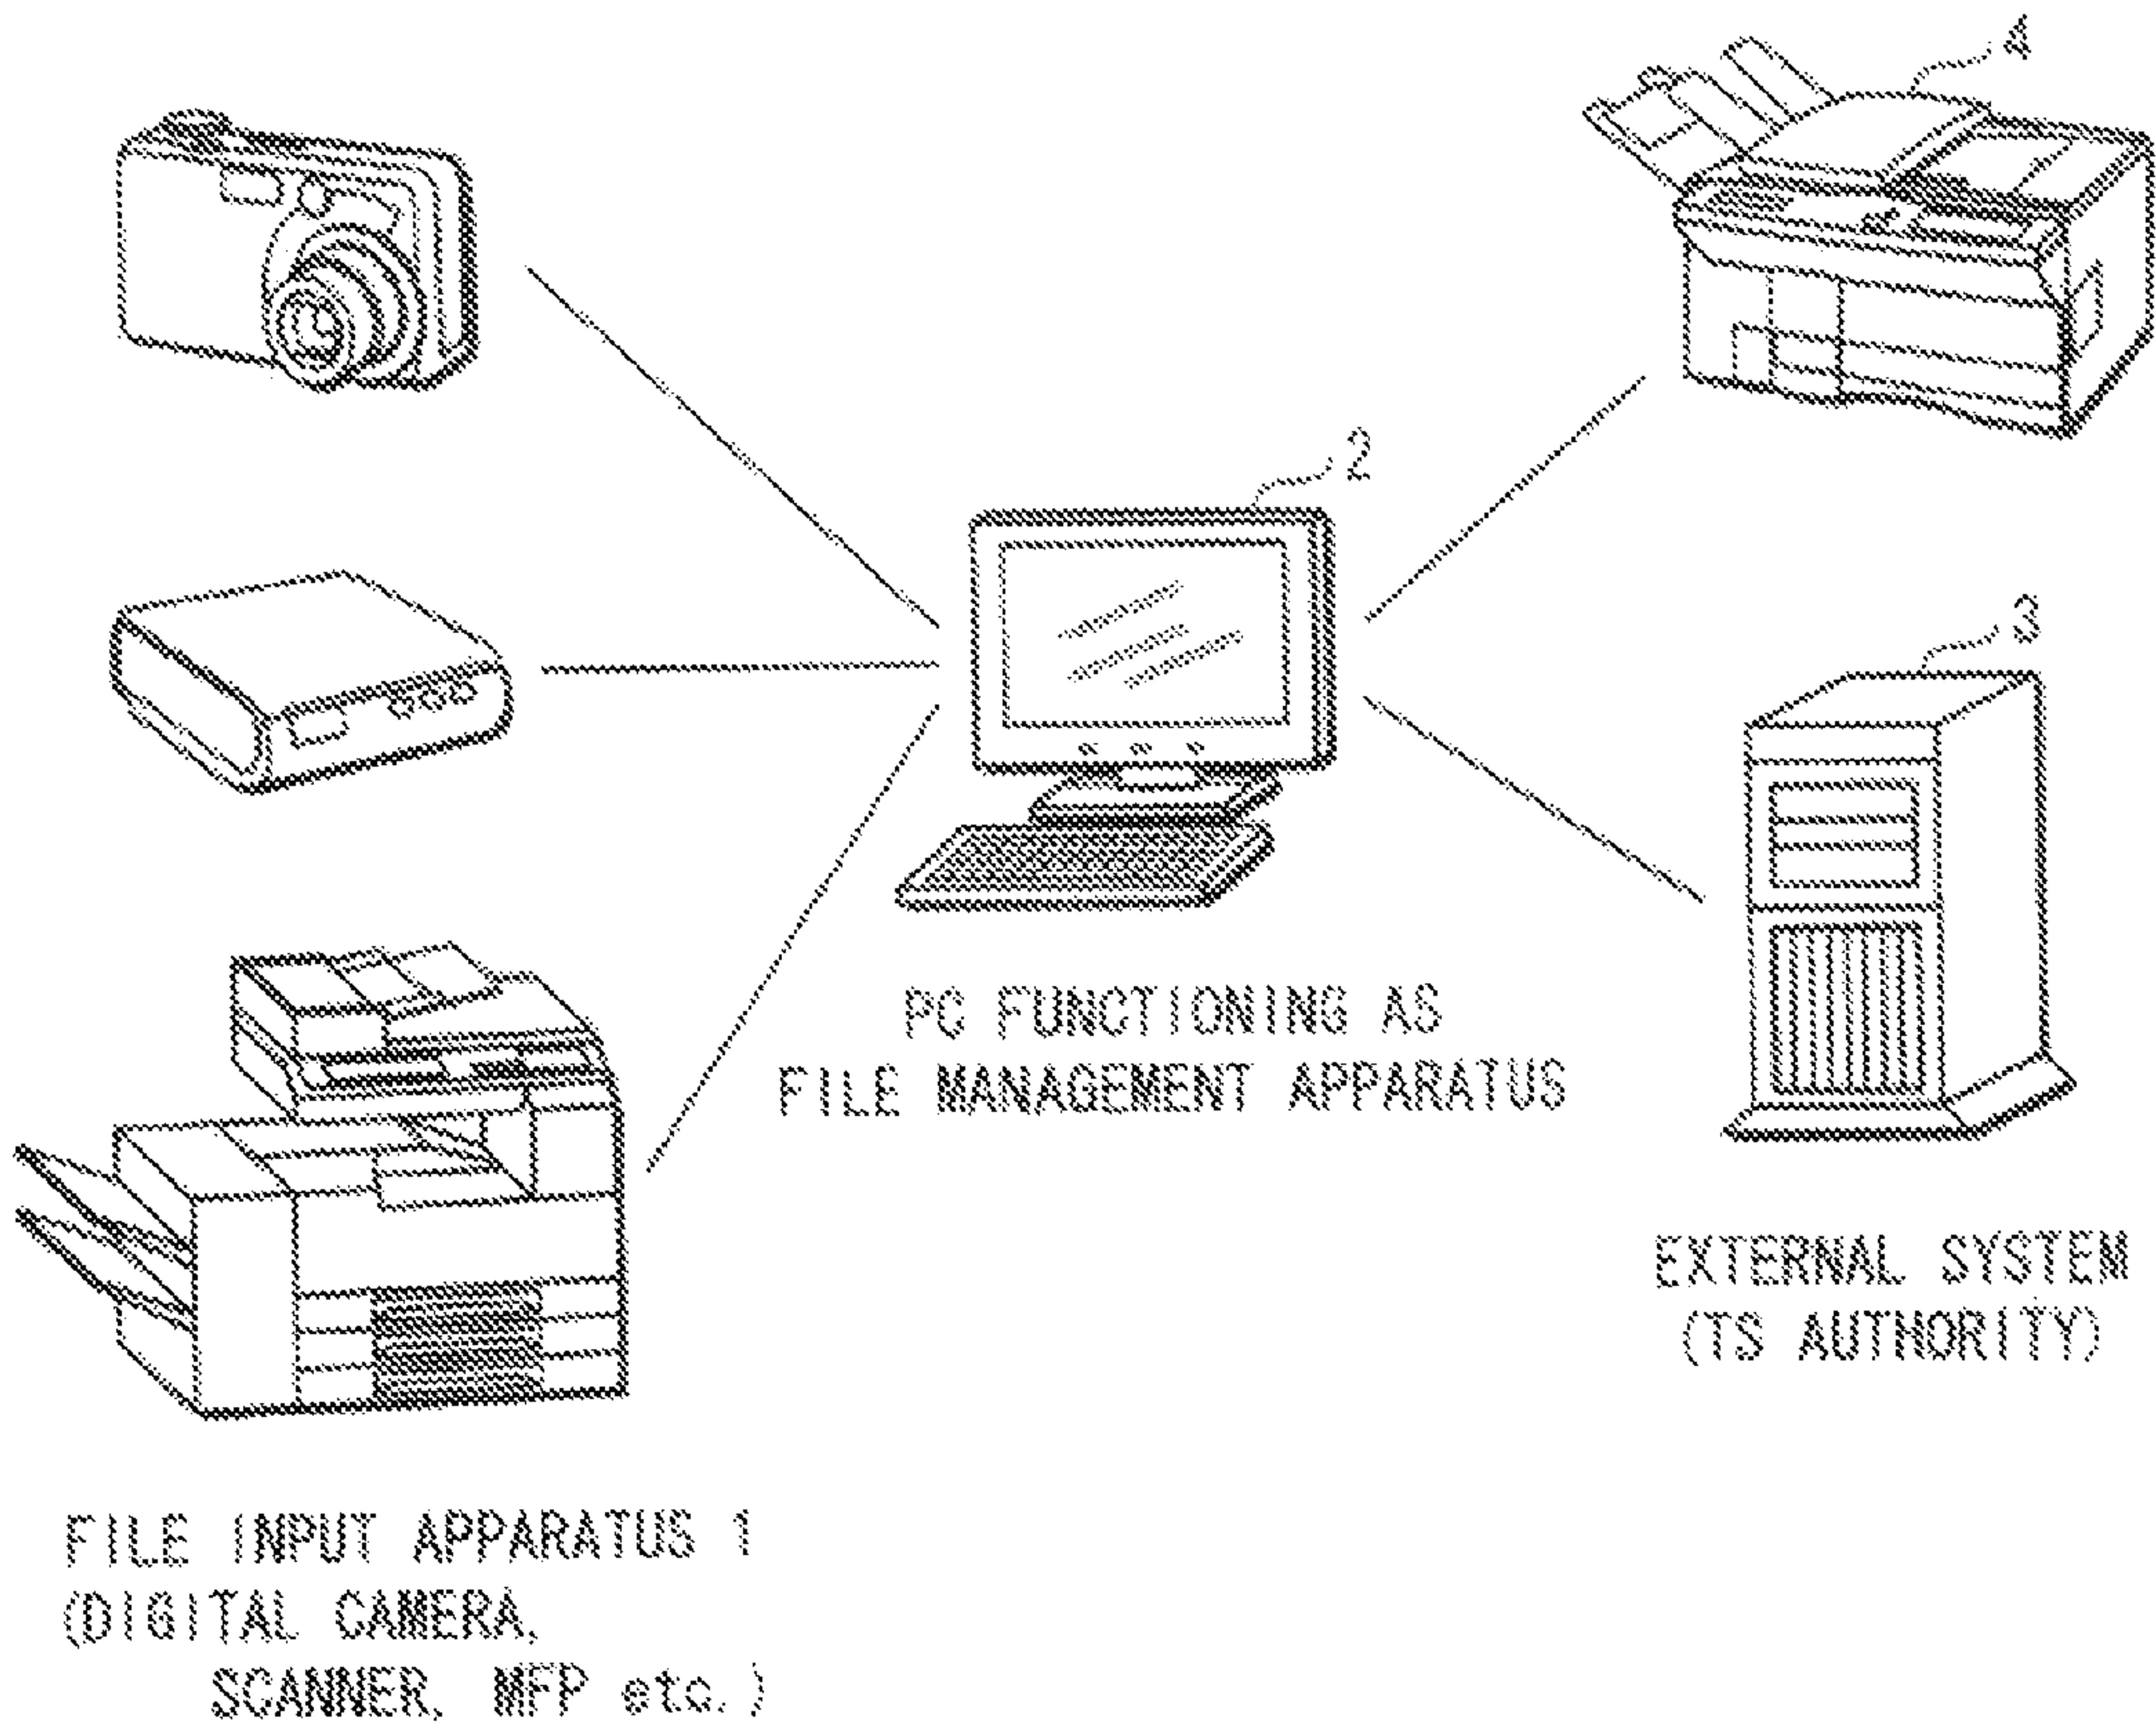 4
2
3
PC FUNCTIONING AS
FILE MANAGEMENT APPARATUS
EXTERNAL SYSTEM
(TS AUTHORITY)
FILE INPUT APPARATUS 1
(DIGITAL CAMERA,
SCANNER, MFP etc.)